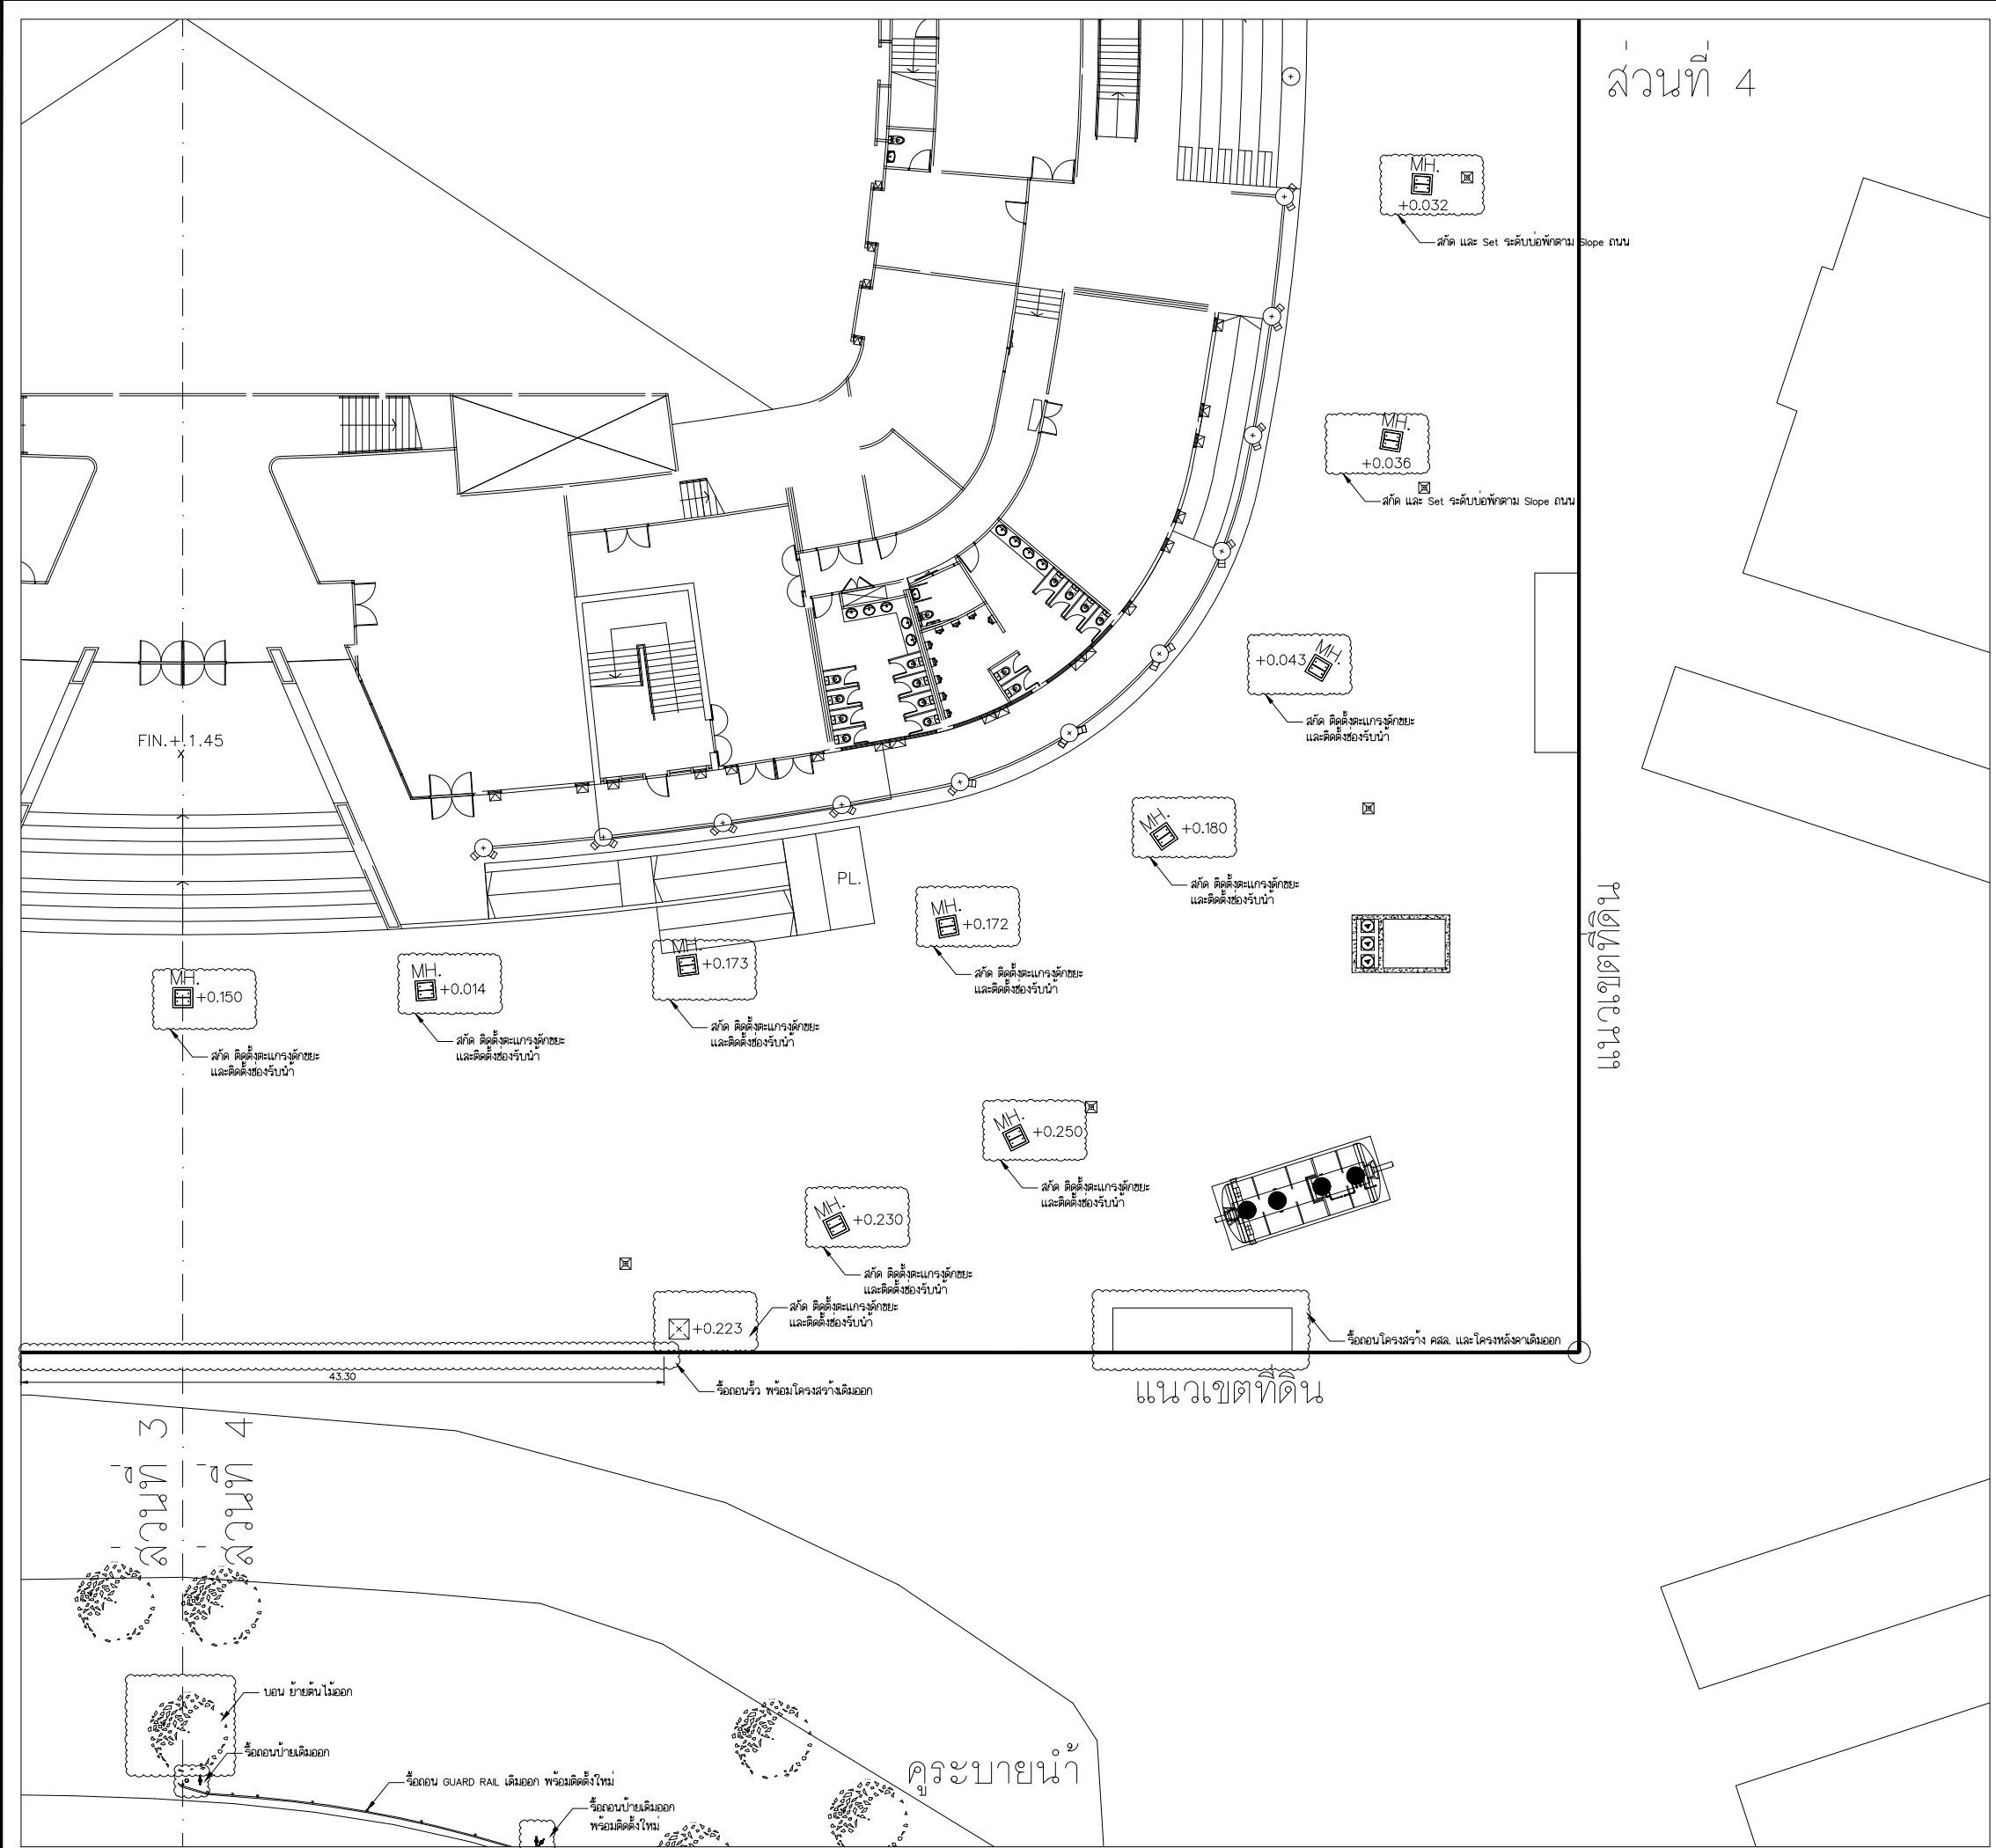 ส่วนที่ 4
MH.
+0.032
สกัด และ Set ระดับบ่อพักตาม Slope ถนน
MH.
+0.036
สกัด และ Set ระดับบ่อพักตาม Slope ถนน
MH.
+0.043
สกัด ติดตั้งตะแกรงดักขยะ
และติดตั้งช่องรับน้ำ
FIN.+ 1.45
x
MH.
+0.180
สกัด ติดตั้งตะแกรงดักขยะ
และติดตั้งช่องรับน้ำ
PL.
MH.
+0.172
สกัด ติดตั้งตะแกรงดักขยะ
และติดตั้งช่องรับน้ำ
แนวเขตที่ดิน
MH.
+0.173
สกัด ติดตั้งตะแกรงดักขยะ
และติดตั้งช่องรับน้ำ
MH.
+0.014
สกัด ติดตั้งตะแกรงดักขยะ
และติดตั้งช่องรับน้ำ
MH.
+0.150
สกัด ติดตั้งตะแกรงดักขยะ
และติดตั้งช่องรับน้ำ
MH.
+0.250
สกัด ติดตั้งตะแกรงดักขยะ
และติดตั้งช่องรับน้ำ
MH.
+0.230
สกัด ติดตั้งตะแกรงดักขยะ
และติดตั้งช่องรับน้ำ
+0.223
สกัด ติดตั้งตะแกรงดักขยะ
และติดตั้งช่องรับน้ำ
รื้อถอนโครงสร้าง คสล. และโครงหลังคาเดิมออก
43.30
รื้อถอนรั้ว พร้อมโครงสร้างเดิมออก
แนวเขตที่ดิน
ส่วนที่ 3
ส่วนที่ 4
บอน ย้ายต้นไม้ออก
รื้อถอนป้ายเดิมออก
รื้อถอน GUARD RAIL เดิมออก พร้อมติดตั้งใหม่
รื้อถอนป้ายเดิมออก
พร้อมติดตั้งใหม่
คูระบายน้ำ